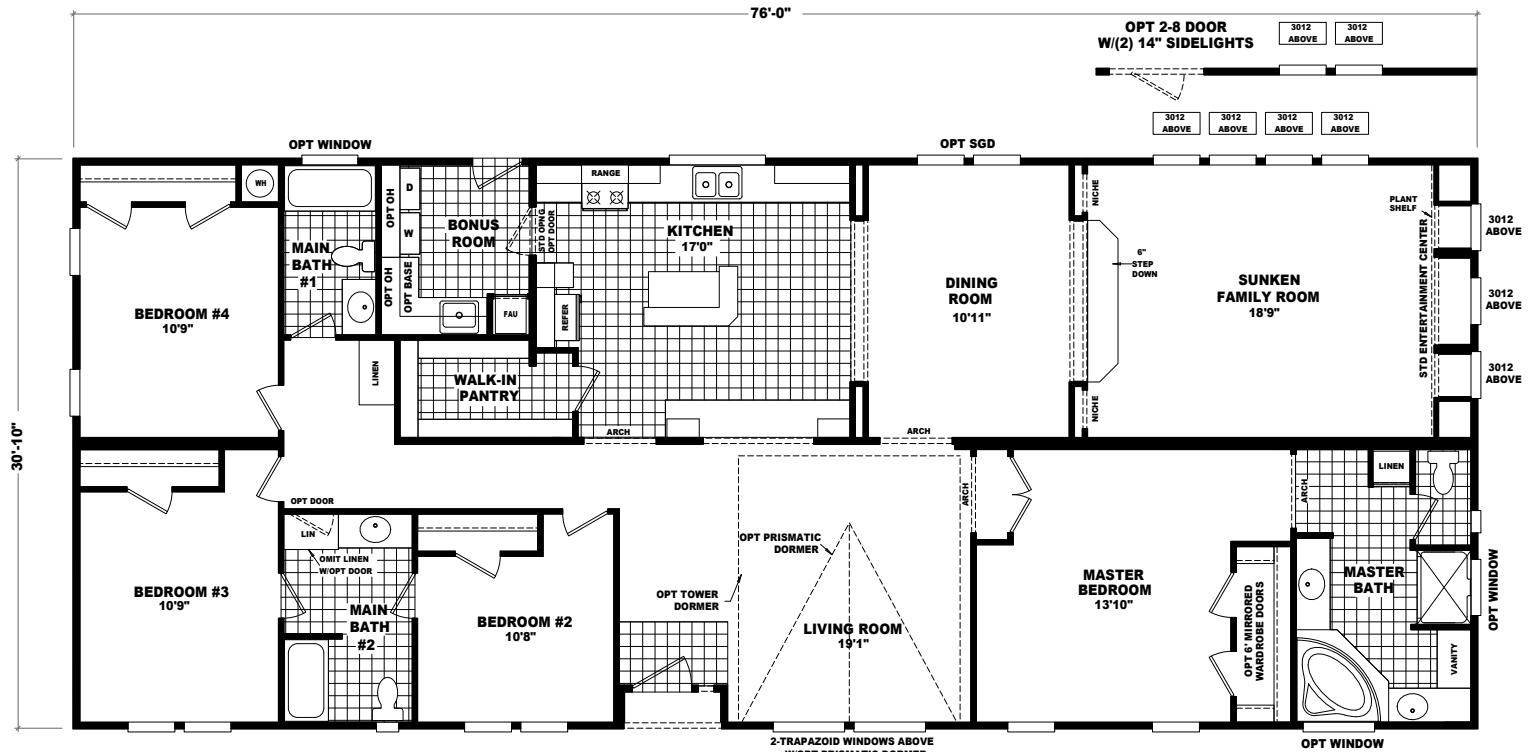 76'-0"
OPT 2-8 DOOR
W/(2) 14" SIDELIGHTS
3012
ABOVE
3012
ABOVE
3012
ABOVE
3012
ABOVE
3012
ABOVE
3012
ABOVE
OPT WINDOW
OPT SGD
30'-10"
WH
BEDROOM #4
10'9"
MAIN
BATH
#1
OPT OH
D
W
OPT OH
OPT BASE
BONUS
ROOM
FAU
STD OPNG
OPT DOOR
RANGE
KITCHEN
17'0"
REFER
LINEN
WALK-IN
PANTRY
ARCH
DINING
ROOM
10'11"
ARCH
NICHE
NICHE
6"
STEP
DOWN
SUNKEN
FAMILY ROOM
18'9"
PLANT
SHELF
STD ENTERTAINMENT CENTER
3012
ABOVE
3012
ABOVE
3012
ABOVE
BEDROOM #3
10'9"
OPT DOOR
LIN
OMIT LINEN
W/OPT DOOR
MAIN
BATH
#2
BEDROOM #2
10'8"
OPT PRISMATIC
DORMER
OPT TOWER
DORMER
LIVING ROOM
19'1"
ARCH
MASTER
BEDROOM
13'10"
OPT 6' MIRRORED
WARDROBE DOORS
ARCH
LINEN
MASTER
BATH
VANITY
OPT WINDOW
OPT WINDOW
2-TRAPAZOID WINDOWS ABOVE
W/OPT PRISMATIC DORMER